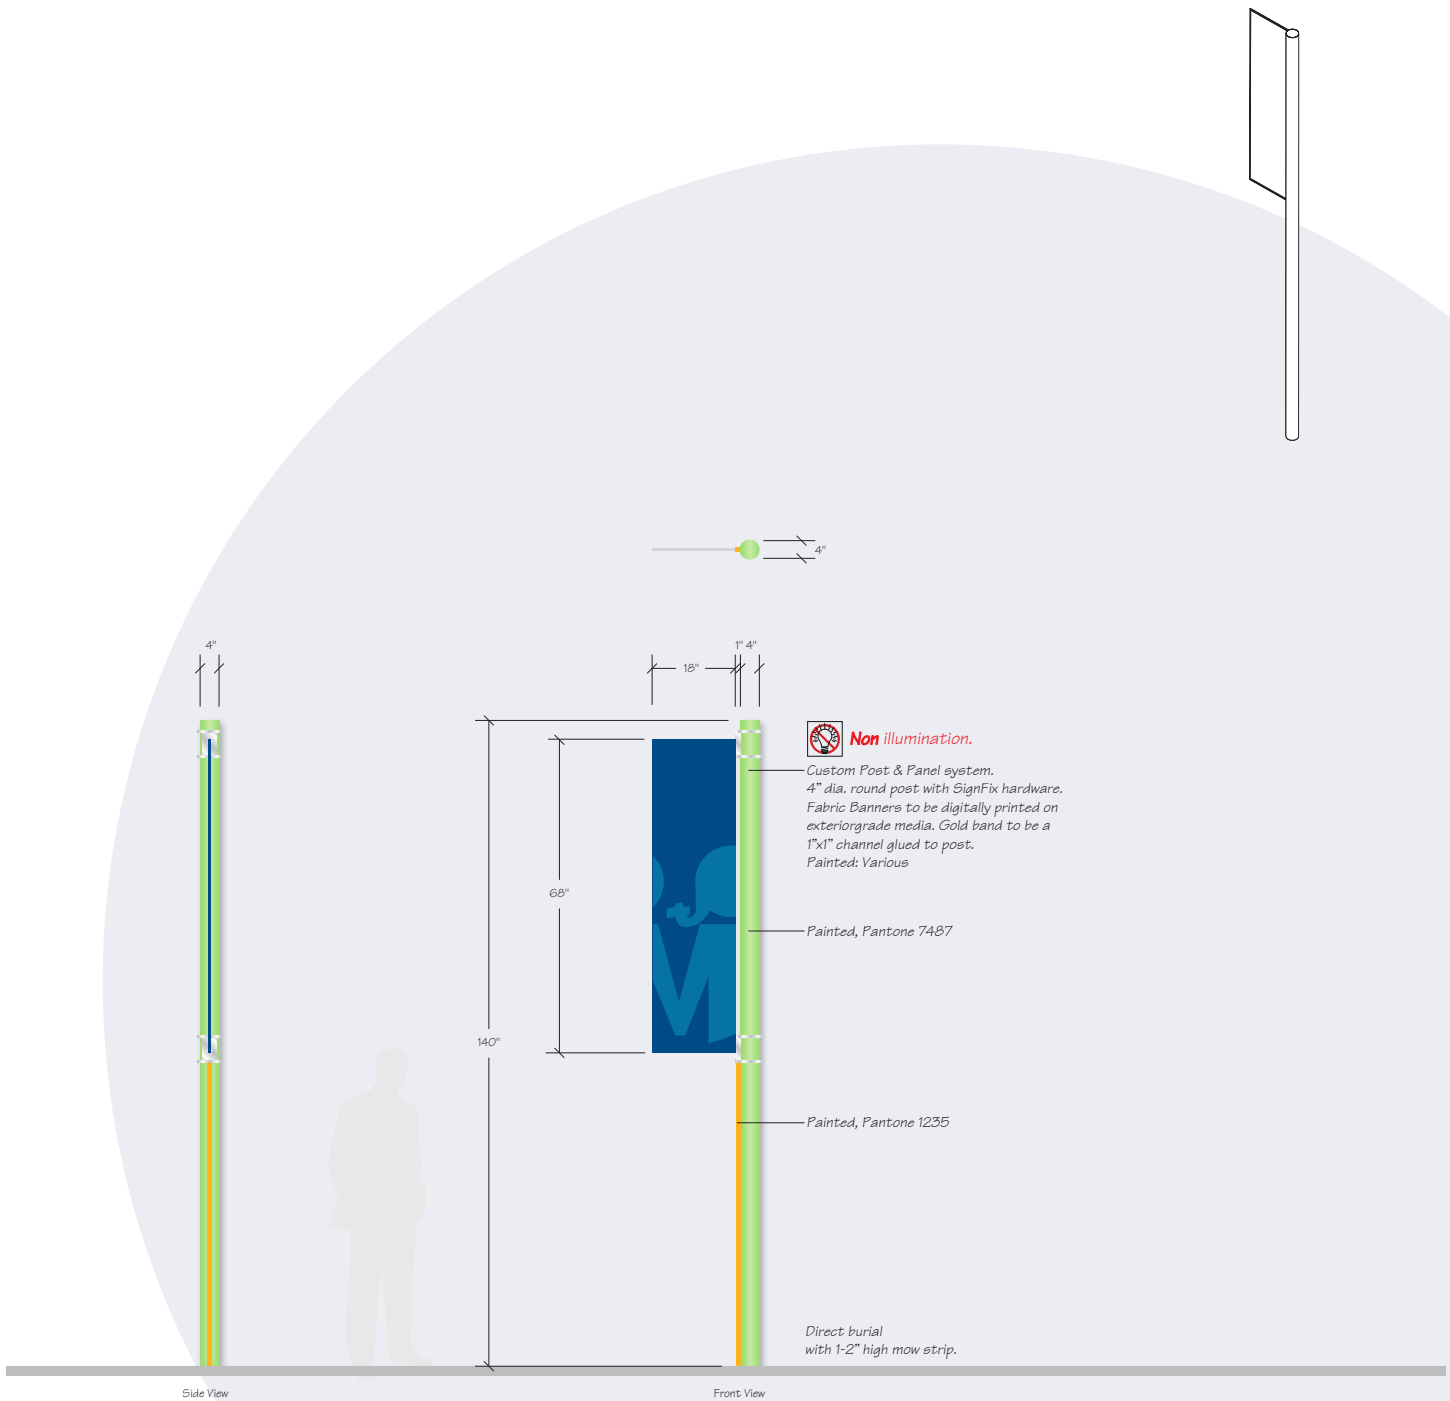 4"
4"
1" 4"
18"
Non illumination.
Custom Post & Panel system.
4” dia. round post with SignFix hardware.
Fabric Banners to be digitally printed on
exteriorgrade media. Gold band to be a
1”x1” channel glued to post.
Painted: Various
68"
Painted, Pantone 7487
140"
Painted, Pantone 1235
Direct burial
with 1-2” high mow strip.
Side View
Front View